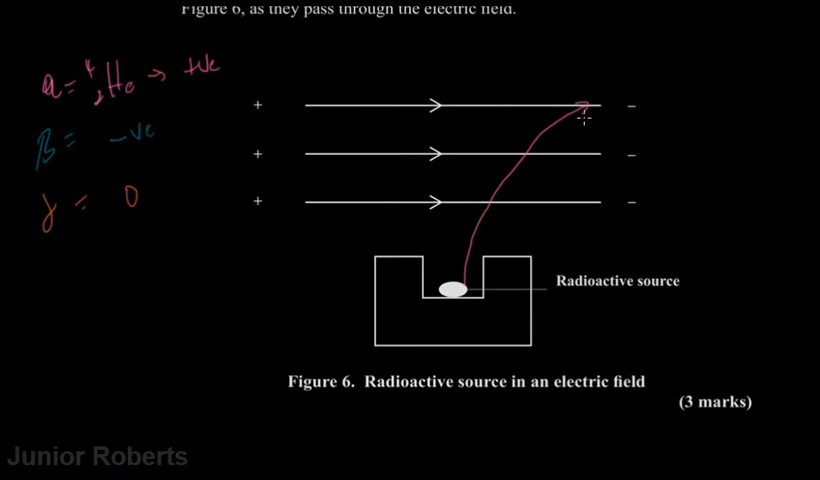 Figure 6, as they pass through the electric field.
α = ⁴₂He → +ve
β = -ve
γ = 0
+ -
+ -
+ -
Radioactive source
Figure 6. Radioactive source in an electric field
(3 marks)
Junior Roberts